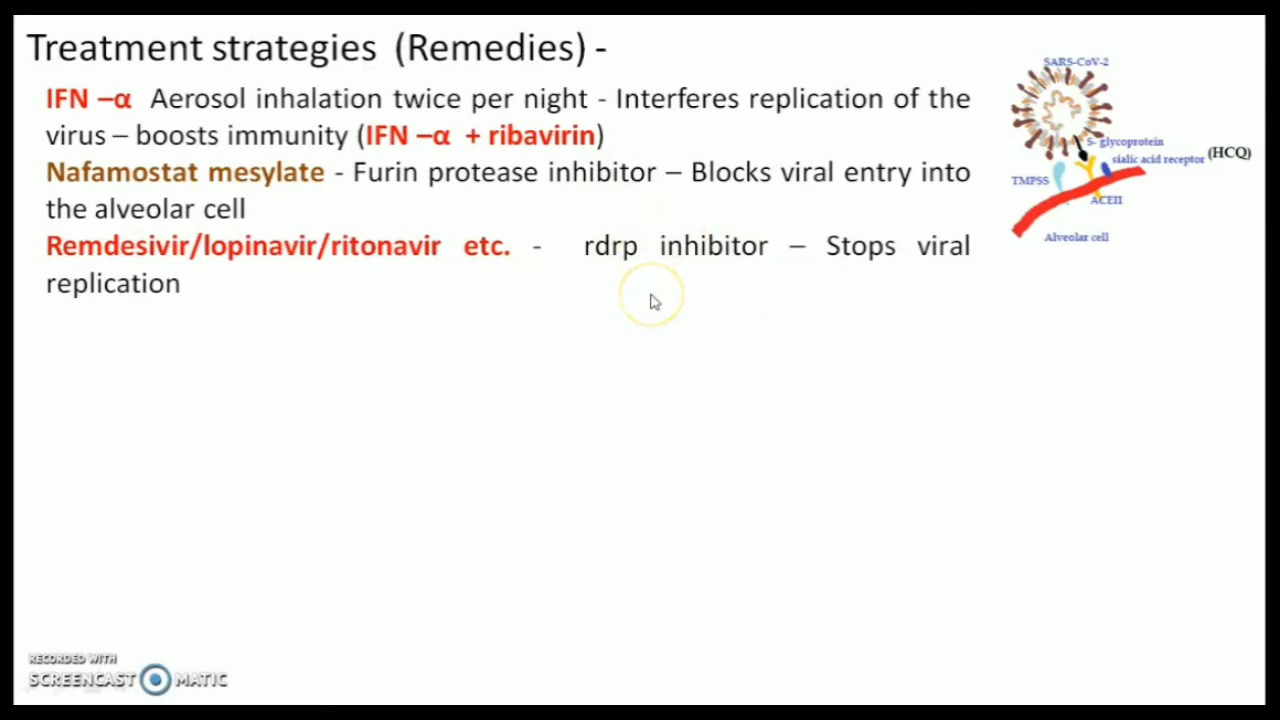 Treatment strategies (Remedies) -
IFN –α Aerosol inhalation twice per night - Interferes replication of the
virus – boosts immunity (IFN –α + ribavirin)
Nafamostat mesylate - Furin protease inhibitor – Blocks viral entry into
the alveolar cell
Remdesivir/lopinavir/ritonavir etc. - rdrp inhibitor – Stops viral
replication
SARS-CoV-2
S- glycoprotein
sialic acid receptor (HCQ)
TMPSS
ACEII
Alveolar cell
RECORDED WITH
SCREENCAST MATIC